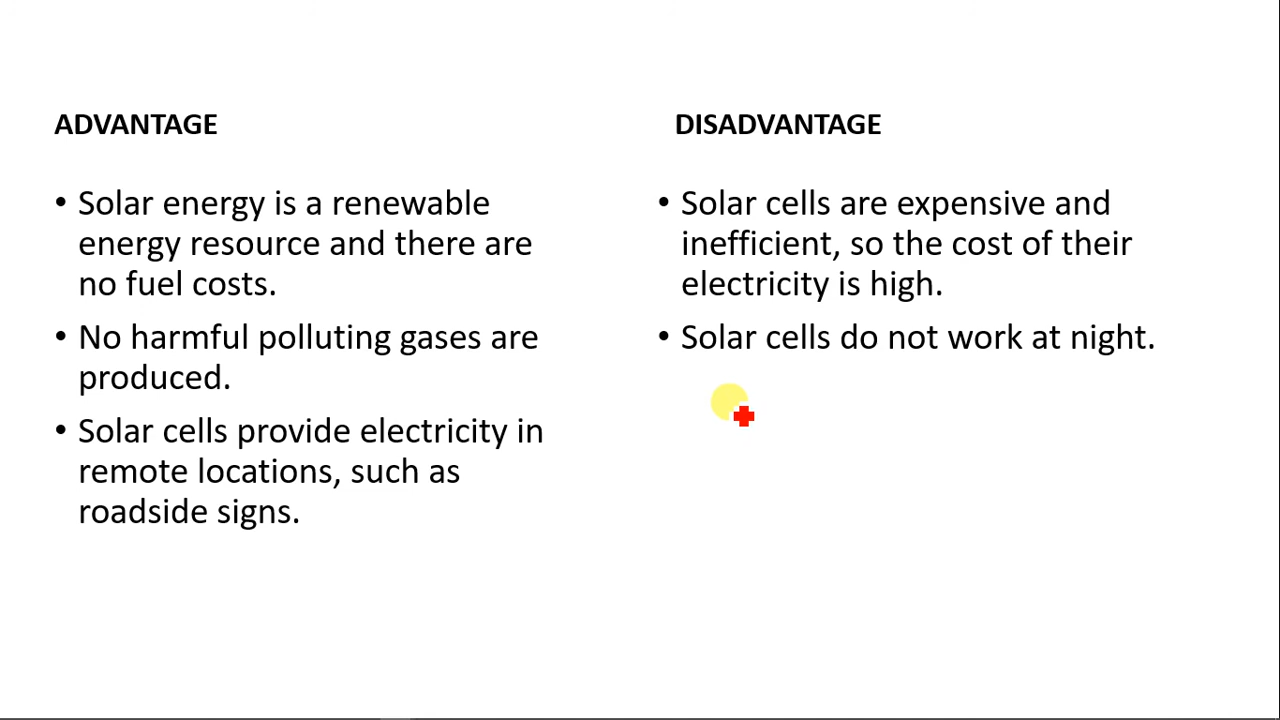 ADVANTAGE
• Solar energy is a renewable
energy resource and there are
no fuel costs.
• No harmful polluting gases are
produced.
• Solar cells provide electricity in
remote locations, such as
roadside signs.
DISADVANTAGE
• Solar cells are expensive and
inefficient, so the cost of their
electricity is high.
• Solar cells do not work at night.